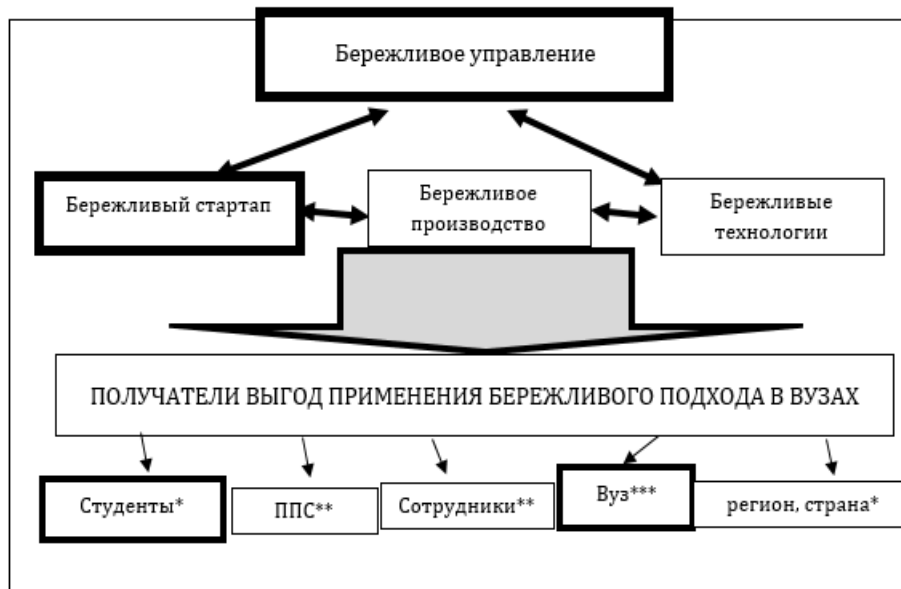 Бережливое управление
Бережливый стартап
Бережливое
производство
Бережливые
технологии
ПОЛУЧАТЕЛИ ВЫГОД ПРИМЕНЕНИЯ БЕРЕЖЛИВОГО ПОДХОДА В ВУЗАХ
Студенты*
ППС**
Сотрудники**
Вуз***
регион, страна*